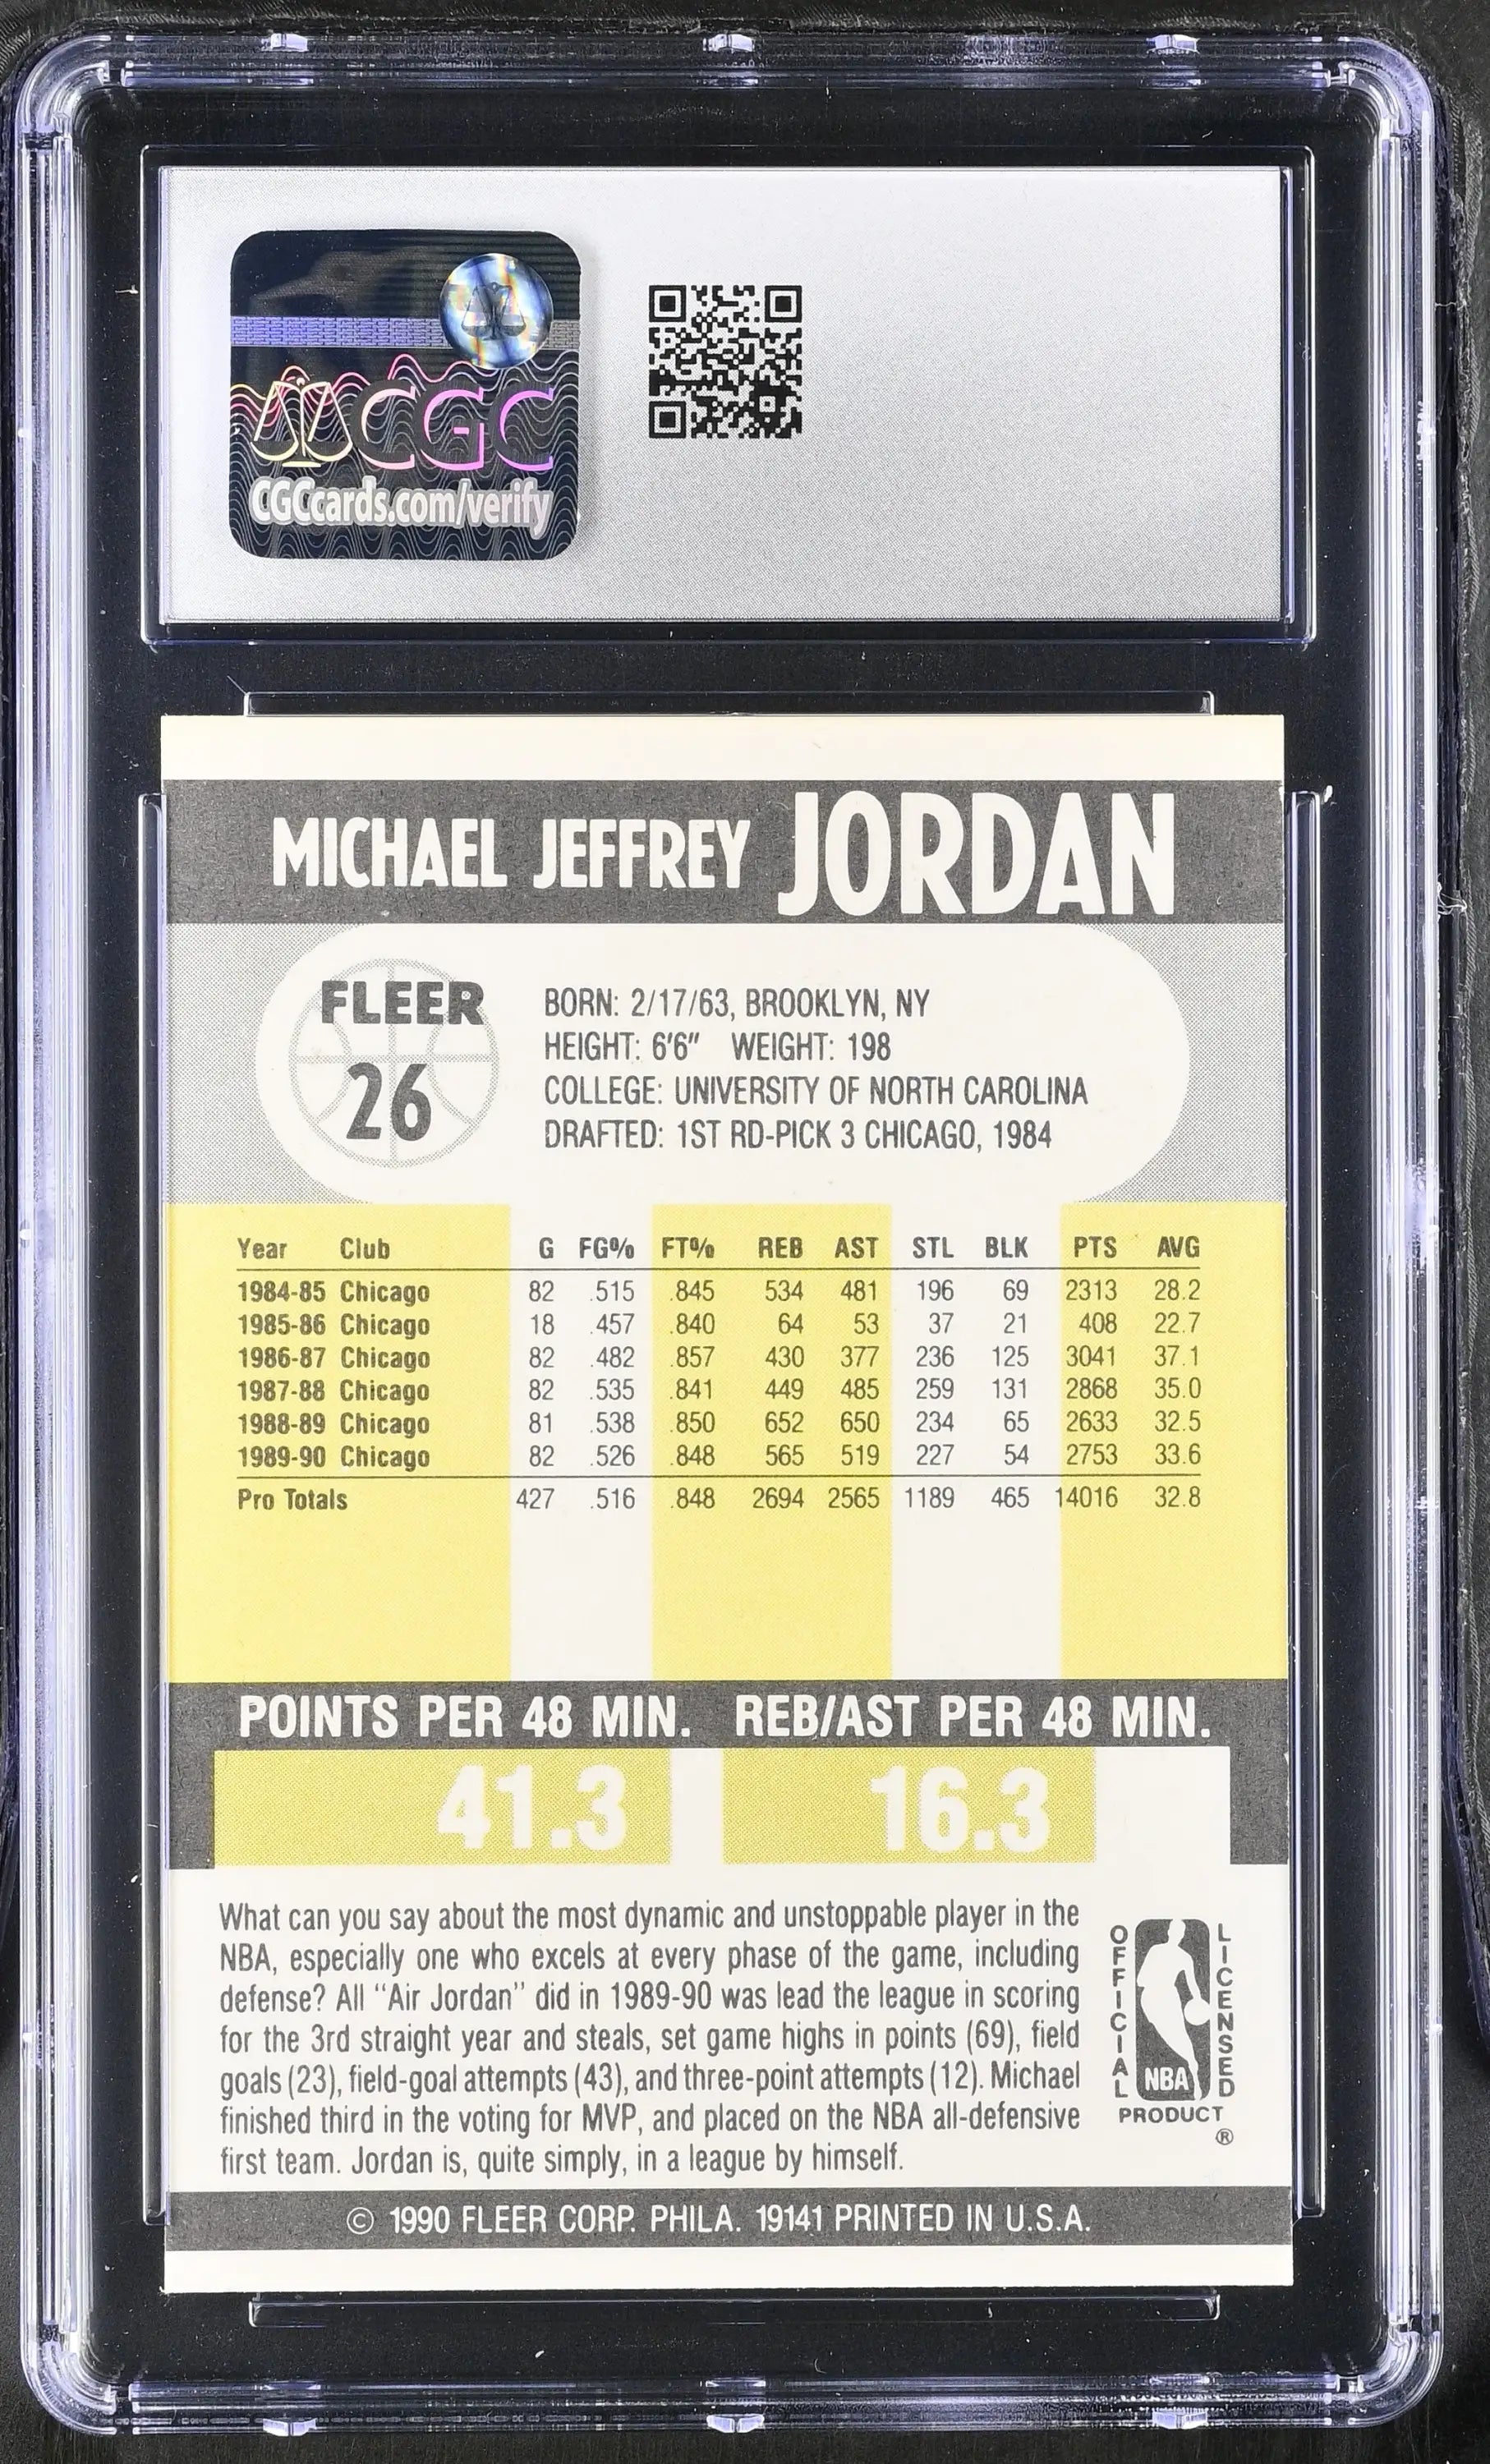 CGC
CGCcards.com/verify
MICHAEL JEFFREY JORDAN
FLEER
26
BORN: 2/17/63, BROOKLYN, NY
HEIGHT: 6'6" WEIGHT: 198
COLLEGE: UNIVERSITY OF NORTH CAROLINA
DRAFTED: 1ST RD-PICK 3 CHICAGO, 1984
Year Club G FG% FT% REB AST STL BLK PTS AVG
1984-85 Chicago 82 .515 .845 534 481 196 69 2313 28.2
1985-86 Chicago 18 .457 .840 64 53 37 21 408 22.7
1986-87 Chicago 82 .482 .857 430 377 236 125 3041 37.1
1987-88 Chicago 82 .535 .841 449 485 259 131 2868 35.0
1988-89 Chicago 81 .538 .850 652 650 234 65 2633 32.5
1989-90 Chicago 82 .526 .848 565 519 227 54 2753 33.6
Pro Totals 427 .516 .848 2694 2565 1189 465 14016 32.8
POINTS PER 48 MIN. REB/AST PER 48 MIN.
41.3 16.3
What can you say about the most dynamic and unstoppable player in the
NBA, especially one who excels at every phase of the game, including
defense? All "Air Jordan" did in 1989-90 was lead the league in scoring
for the 3rd straight year and steals, set game highs in points (69), field
goals (23), field-goal attempts (43), and three-point attempts (12). Michael
finished third in the voting for MVP, and placed on the NBA all-defensive
first team. Jordan is, quite simply, in a league by himself.
OFFICIAL
LICENSED
NBA
PRODUCT
®
© 1990 FLEER CORP. PHILA. 19141 PRINTED IN U.S.A.